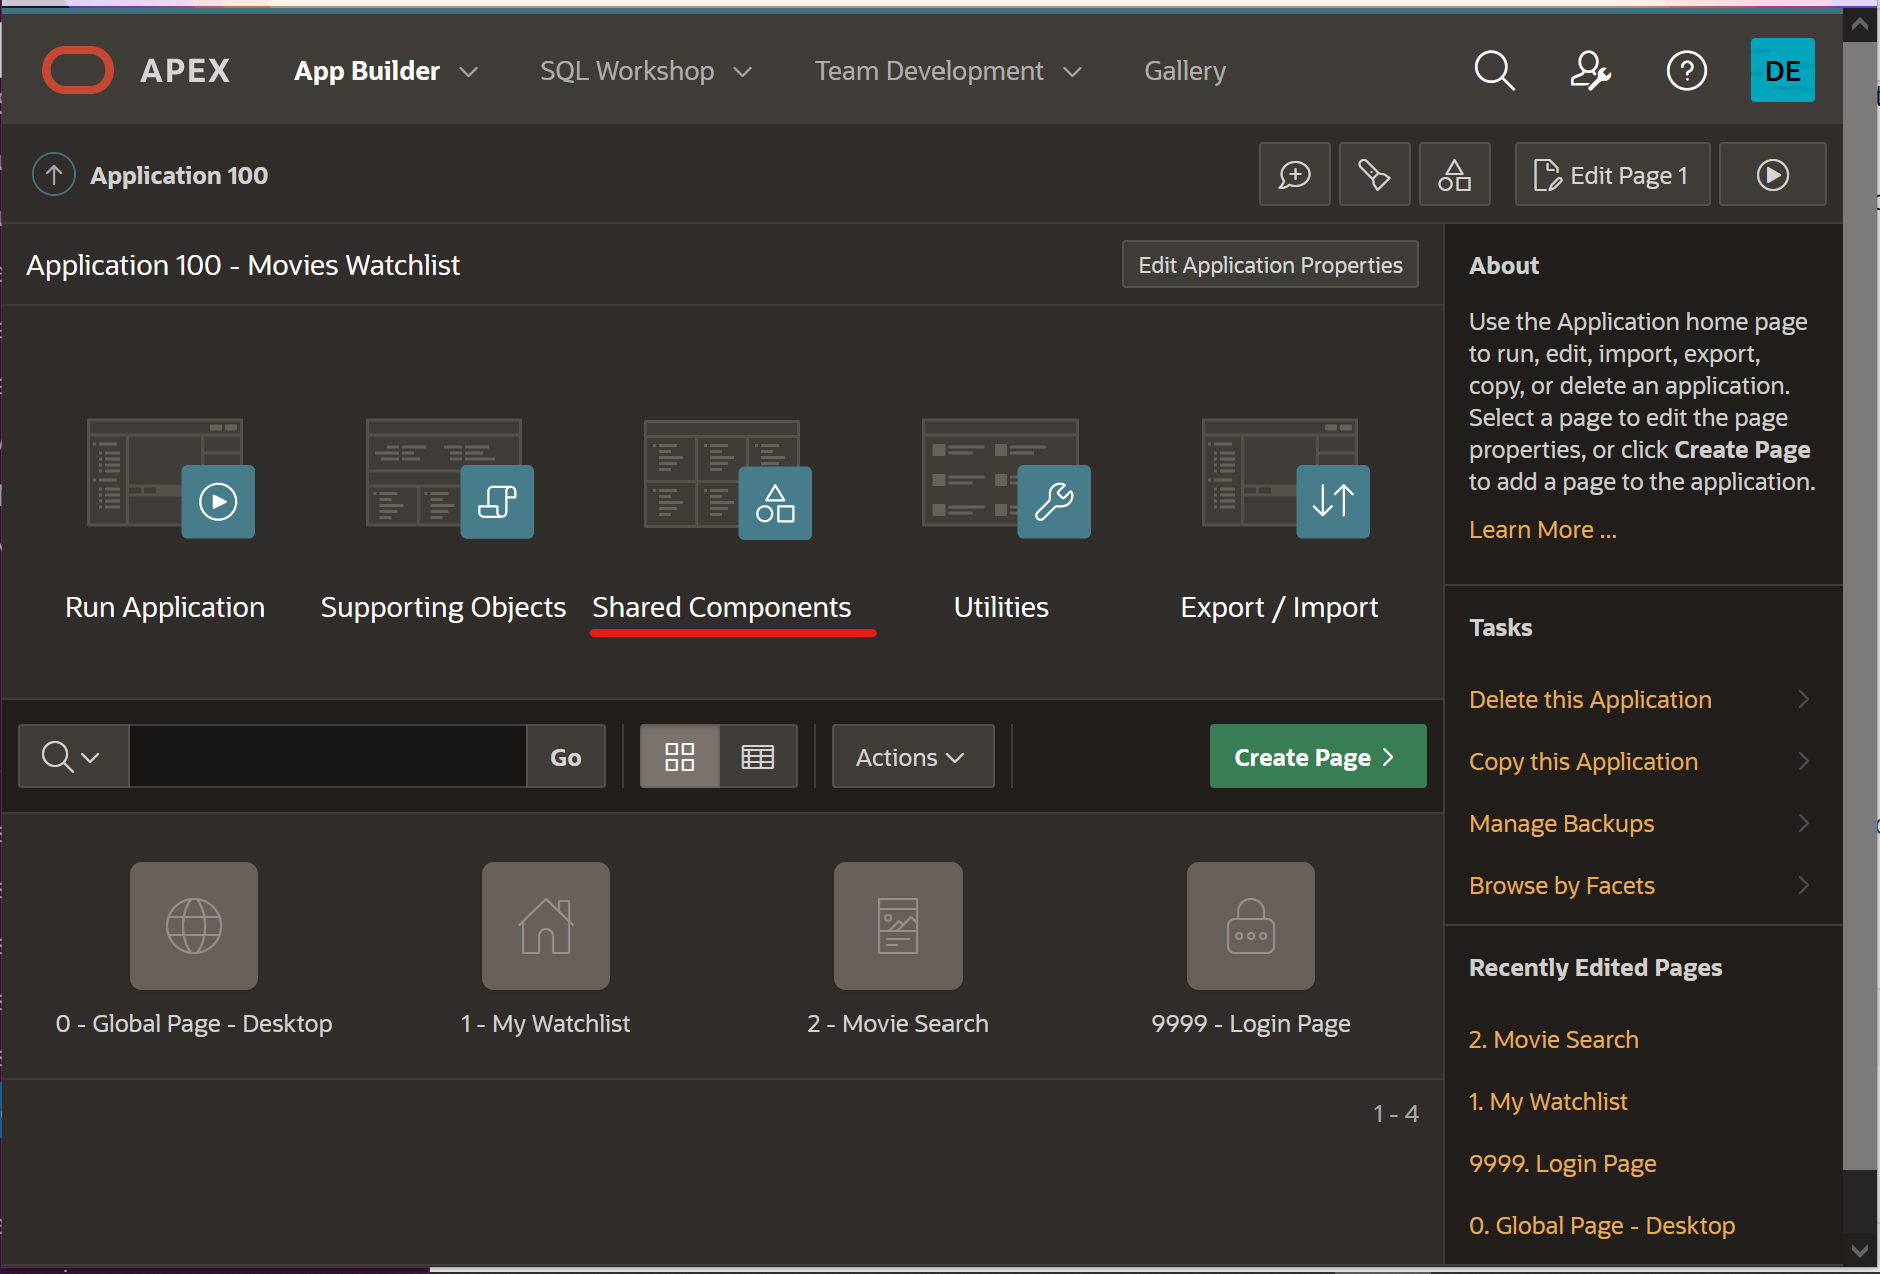 APEX
App Builder
SQL Workshop
Team Development
Gallery
DE
Application 100
Edit Page 1
Application 100 - Movies Watchlist
Edit Application Properties
Run Application
Supporting Objects
Shared Components
Utilities
Export / Import
Go
Actions
Create Page
0 - Global Page - Desktop
1 - My Watchlist
2 - Movie Search
9999 - Login Page
1 - 4
About
Use the Application home page
to run, edit, import, export,
copy, or delete an application.
Select a page to edit the page
properties, or click Create Page
to add a page to the application.
Learn More ...
Tasks
Delete this Application
Copy this Application
Manage Backups
Browse by Facets
Recently Edited Pages
2. Movie Search
1. My Watchlist
9999. Login Page
0. Global Page - Desktop